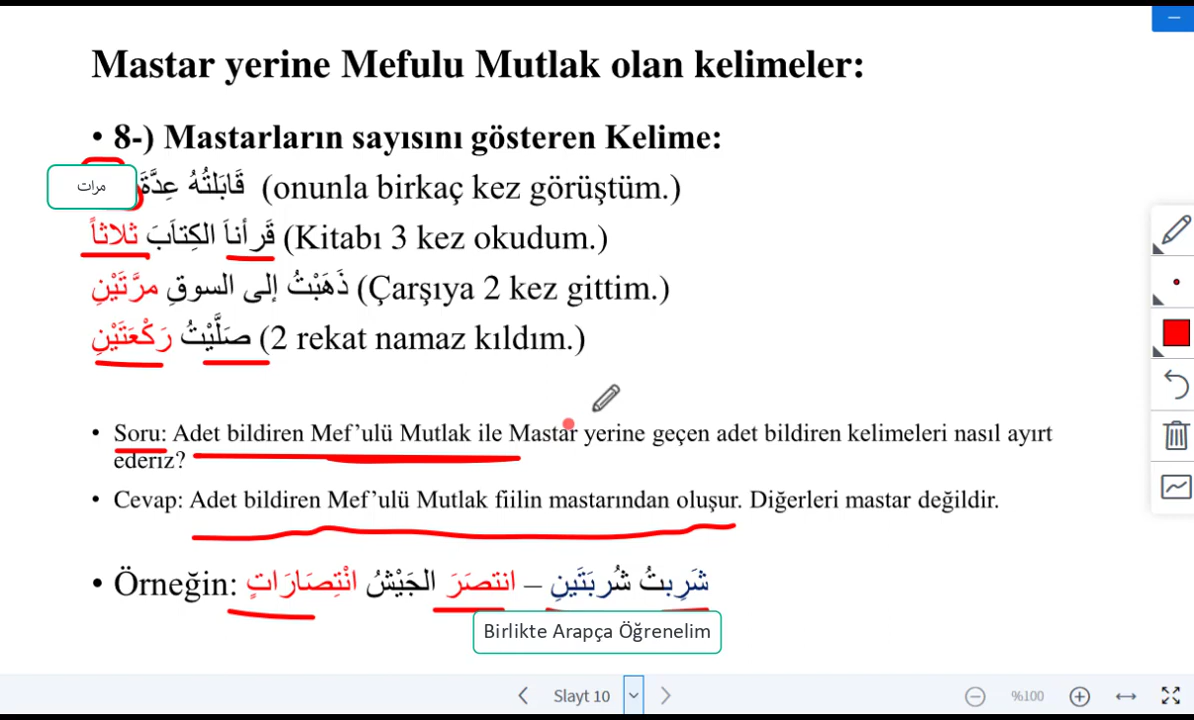 Mastar yerine Mefulu Mutlak olan kelimeler:
• 8-) Mastarların sayısını gösteren Kelime:
مرات
قَابَلتُهُ عِدَّةَ (onunla birkaç kez görüştüm.)
قَرأناَ الكِتاَبَ ثلاثاً (Kitabı 3 kez okudum.)
ذَهَبْتُ إلى السوقِ مرَّتَيْنِ (Çarşıya 2 kez gittim.)
صَلَّيْتُ رَكْعَتَيْنِ (2 rekat namaz kıldım.)
• Soru: Adet bildiren Mef’ulü Mutlak ile Mastar yerine geçen adet bildiren kelimeleri nasıl ayırt
ederiz?
• Cevap: Adet bildiren Mef’ulü Mutlak fiilin mastarından oluşur. Diğerleri mastar değildir.
• Örneğin: شَرِبتُ شُربَتَينِ – انتصَرَ الجَيْشُ انْتِصَارَاتٍ
Birlikte Arapça Öğrenelim
Slayt 10
%100